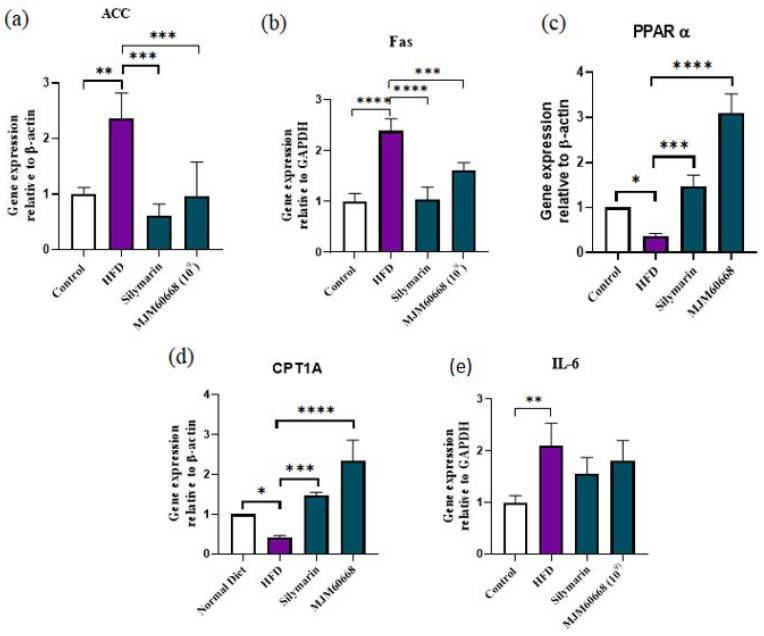 (a)
ACC
**
***
***
Gene expression
relative to β-actin
3
2
1
0
Control
HFD
Silymarin
MJM60668 (10⁹)
(b)
Fas
****
****
***
Gene expression
relative to GAPDH
3
2
1
0
Control
HFD
Silymarin
MJM60668 (10⁹)
(c)
PPAR α
****
***
*
Gene expression
relative to β-actin
4
3
2
1
0
Control
HFD
Silymarin
MJM60668
(d)
CPT1A
****
***
*
Gene expression
relative to β-actin
4
3
2
1
0
Normal Diet
HFD
Silymarin
MJM60668
(e)
IL-6
**
Gene expression
relative to GAPDH
3
2
1
0
Control
HFD
Silymarin
MJM60668 (10⁹)